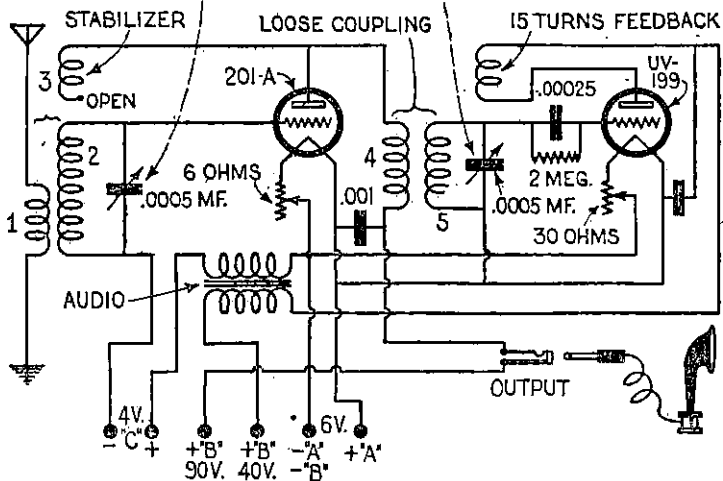 STABILIZER
LOOSE COUPLING
15 TURNS FEEDBACK
201-A
UV-
199
.00025
3
OPEN
2
6 OHMS
4
.001
2 MEG.
1
.0005 MF.
5
.0005 MF.
30 OHMS
AUDIO
OUTPUT
4V. 6V.
- "C" +
+"B" +"B" -"A" +"A"
90V. 40V. -"B"